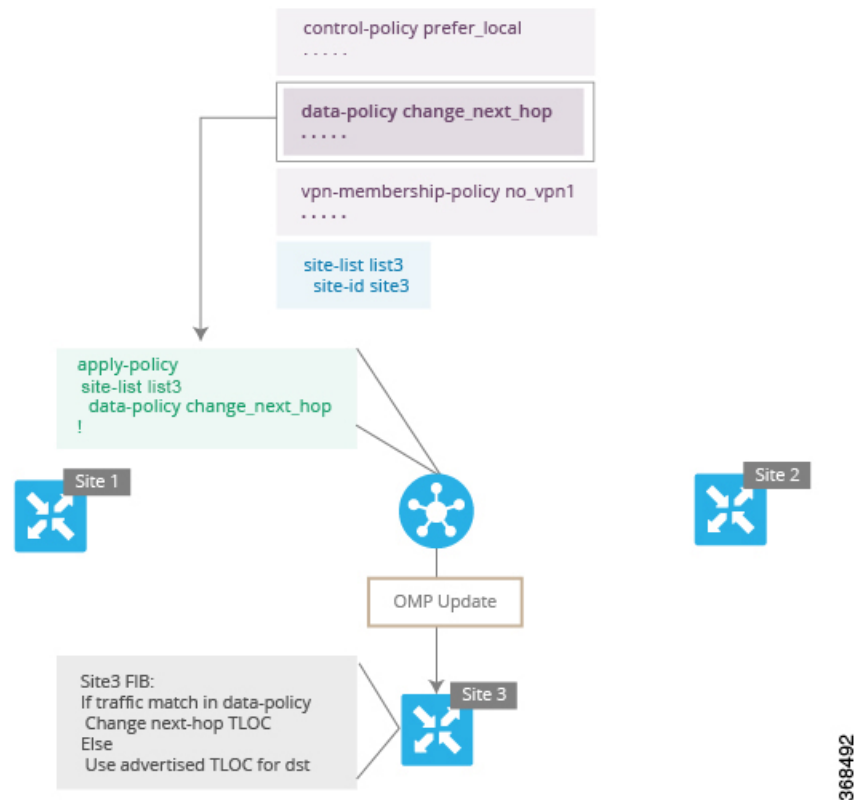 control-policy prefer_local
. . . . .
data-policy change_next_hop
. . . . .
vpn-membership-policy no_vpn1
. . . . .
site-list list3
site-id site3
apply-policy
site-list list3
data-policy change_next_hop
!
Site 1
Site 2
OMP Update
Site 3
Site3 FIB:
If traffic match in data-policy
Change next-hop TLOC
Else
Use advertised TLOC for dst
368492